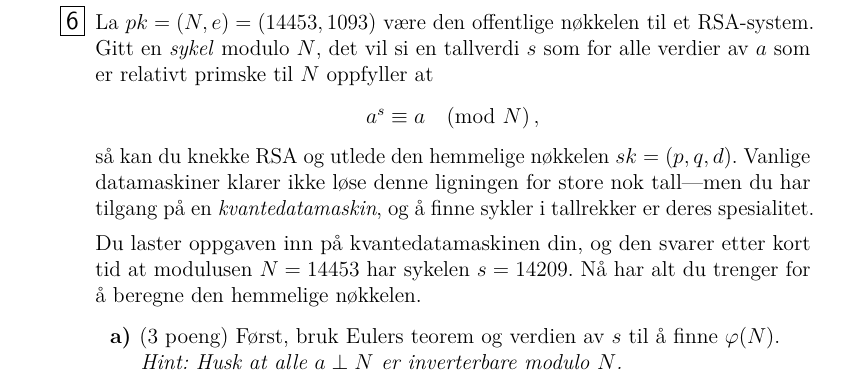 6 La pk = (N, e) = (14453, 1093) være den offentlige nøkkelen til et RSA-system.
Gitt en sykel modulo N, det vil si en tallverdi s som for alle verdier av a som
er relativt primske til N oppfyller at
a^s ≡ a (mod N) ,
så kan du knekke RSA og utlede den hemmelige nøkkelen sk = (p, q, d). Vanlige
datamaskiner klarer ikke løse denne ligningen for store nok tall—men du har
tilgang på en kvantedatamaskin, og å finne sykler i tallrekker er deres spesialitet.
Du laster oppgaven inn på kvantedatamaskinen din, og den svarer etter kort
tid at modulusen N = 14453 har sykelen s = 14209. Nå har alt du trenger for
å beregne den hemmelige nøkkelen.
a) (3 poeng) Først, bruk Eulers teorem og verdien av s til å finne φ(N).
Hint: Husk at alle a ⊥ N er inverterbare modulo N.